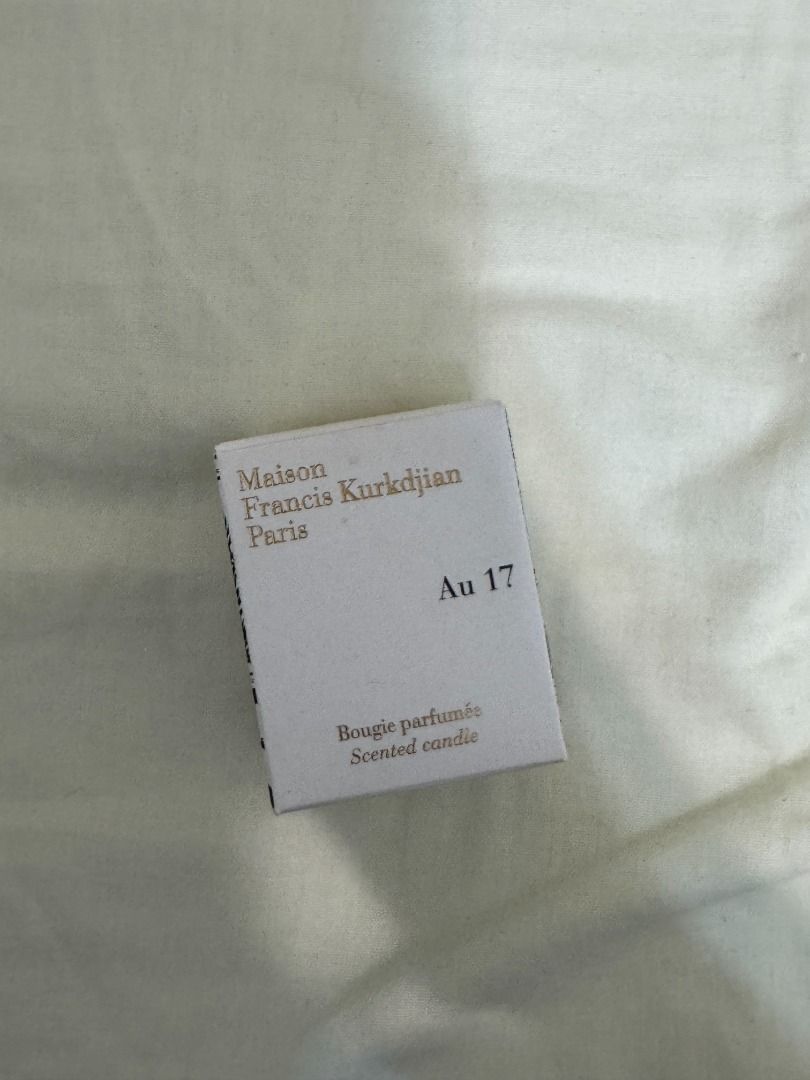 Maison
Francis Kurkdjian
Paris
Au 17
Bougie parfumée
Scented candle